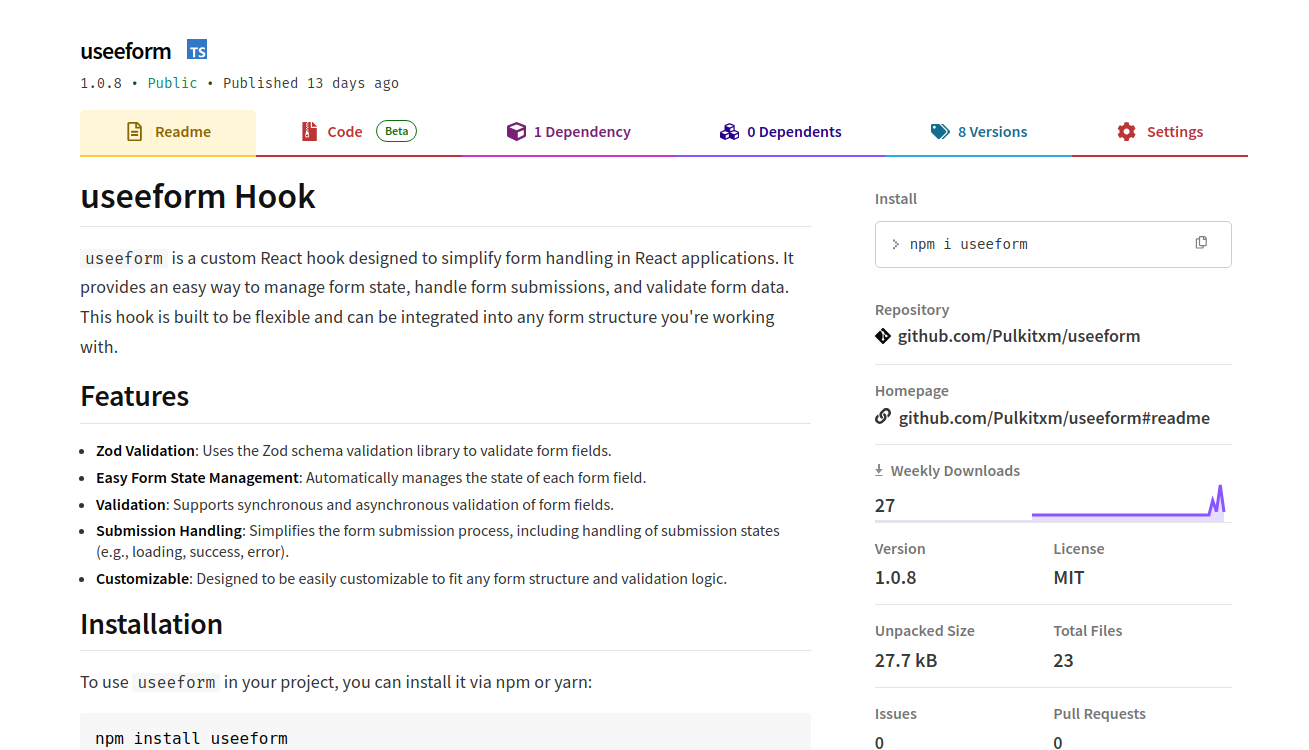 useeform TS
1.0.8 • Public • Published 13 days ago
Readme
Code Beta
1 Dependency
0 Dependents
8 Versions
Settings
useeform Hook
useeform is a custom React hook designed to simplify form handling in React applications. It
provides an easy way to manage form state, handle form submissions, and validate form data.
This hook is built to be flexible and can be integrated into any form structure you're working
with.
Features
• Zod Validation: Uses the Zod schema validation library to validate form fields.
• Easy Form State Management: Automatically manages the state of each form field.
• Validation: Supports synchronous and asynchronous validation of form fields.
• Submission Handling: Simplifies the form submission process, including handling of submission states
(e.g., loading, success, error).
• Customizable: Designed to be easily customizable to fit any form structure and validation logic.
Installation
To use useeform in your project, you can install it via npm or yarn:
npm install useeform
Install
> npm i useeform
Repository
github.com/Pulkitxm/useeform
Homepage
github.com/Pulkitxm/useeform#readme
Weekly Downloads
27
Version
1.0.8
License
MIT
Unpacked Size
27.7 kB
Total Files
23
Issues
0
Pull Requests
0